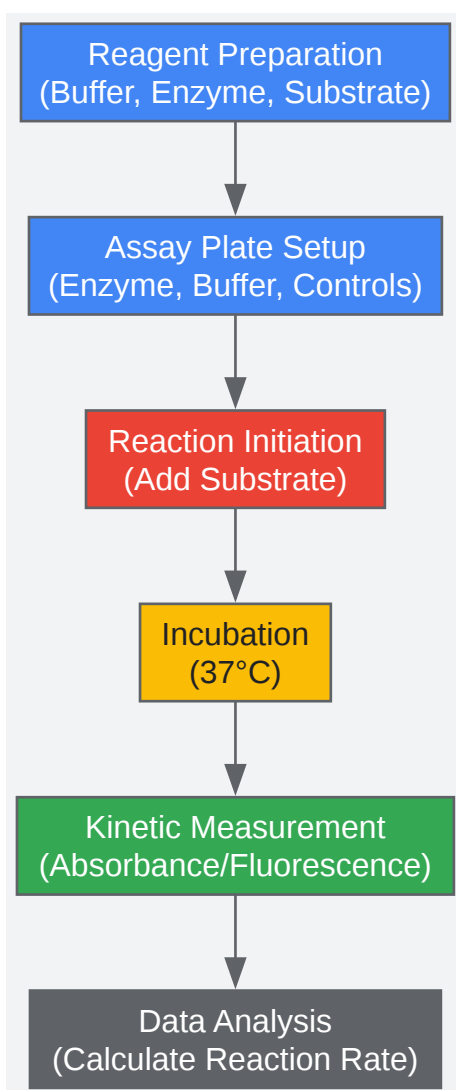 Reagent Preparation
(Buffer, Enzyme, Substrate)
Assay Plate Setup
(Enzyme, Buffer, Controls)
Reaction Initiation
(Add Substrate)
Incubation
(37°C)
Kinetic Measurement
(Absorbance/Fluorescence)
Data Analysis
(Calculate Reaction Rate)